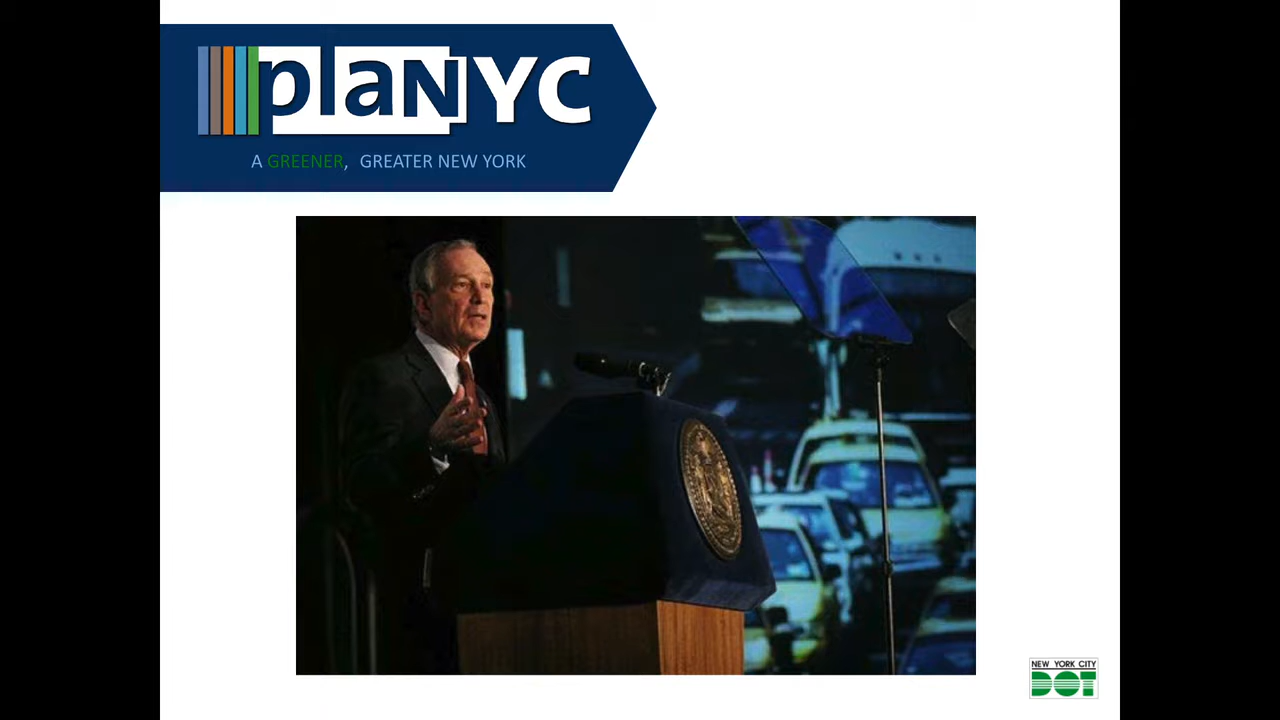 plaNYC
A GREENER, GREATER NEW YORK
NEW YORK CITY
DOT